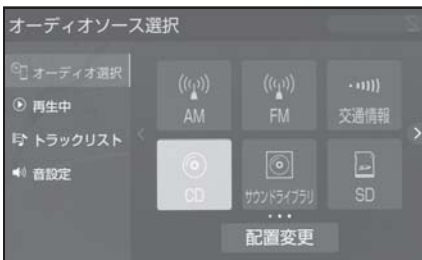 オーディオソース選択
オーディオ選択
再生中
トラックリスト
音設定
AM
FM
交通情報
CD
サウンドライブラリ
SD
配置変更